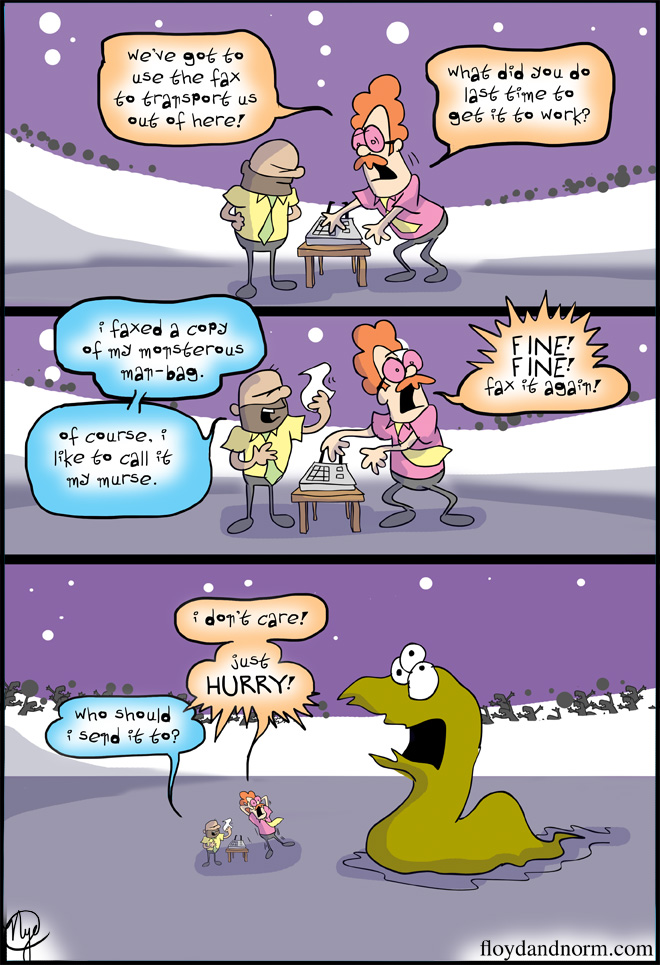 we've got to
use the fax
to transport us
out of here!
what did you do
last time to
get it to work?
i faxed a copy
of my monsterous
man-bag.
of course, i
like to call it
my murse.
FINE!
FINE!
fax it again!
i don't care!
just
HURRY!
who should
i send it to?
Nye
floydandnorm.com